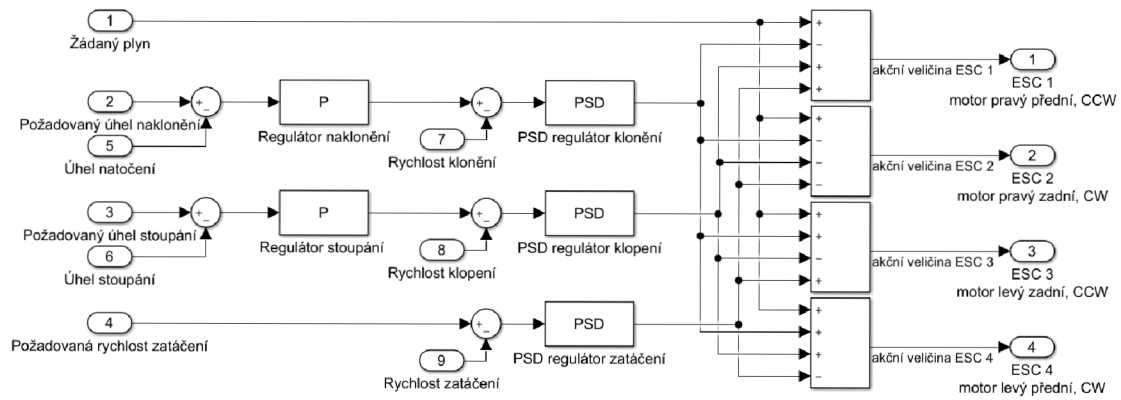 1
Žádaný plyn
2
Požadovaný úhel naklonění
5
Úhel natočení
+
−
P
Regulátor naklonění
7
Rychlost klonění
+
−
PSD
PSD regulátor klonění
3
Požadovaný úhel stoupání
6
Úhel stoupání
+
−
P
Regulátor stoupání
8
Rychlost klopení
+
−
PSD
PSD regulátor klopení
4
Požadovaná rychlost zatáčení
9
Rychlost zatáčení
+
−
PSD
PSD regulátor zatáčení
+
−
+
+
akční veličina ESC 1
1
ESC 1
motor pravý přední, CCW
+
−
−
−
akční veličina ESC 2
2
ESC 2
motor pravý zadní, CW
+
+
−
+
akční veličina ESC 3
3
ESC 3
motor levý zadní, CCW
+
+
+
−
akční veličina ESC 4
4
ESC 4
motor levý přední, CW